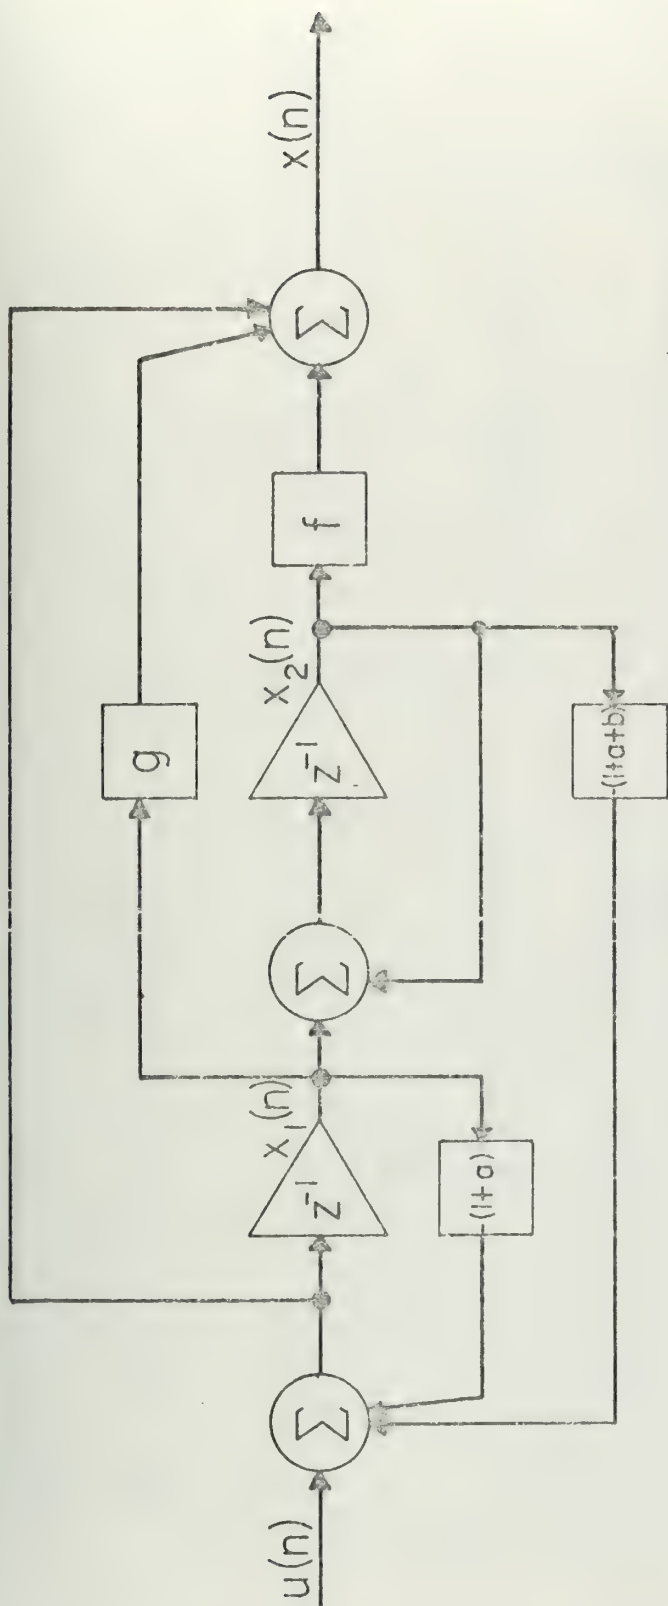 u(n)
Σ
z⁻¹
x₁(n)
-(1+a)
Σ
g
z⁻¹
x₂(n)
-(1+a+b)
f
Σ
x(n)